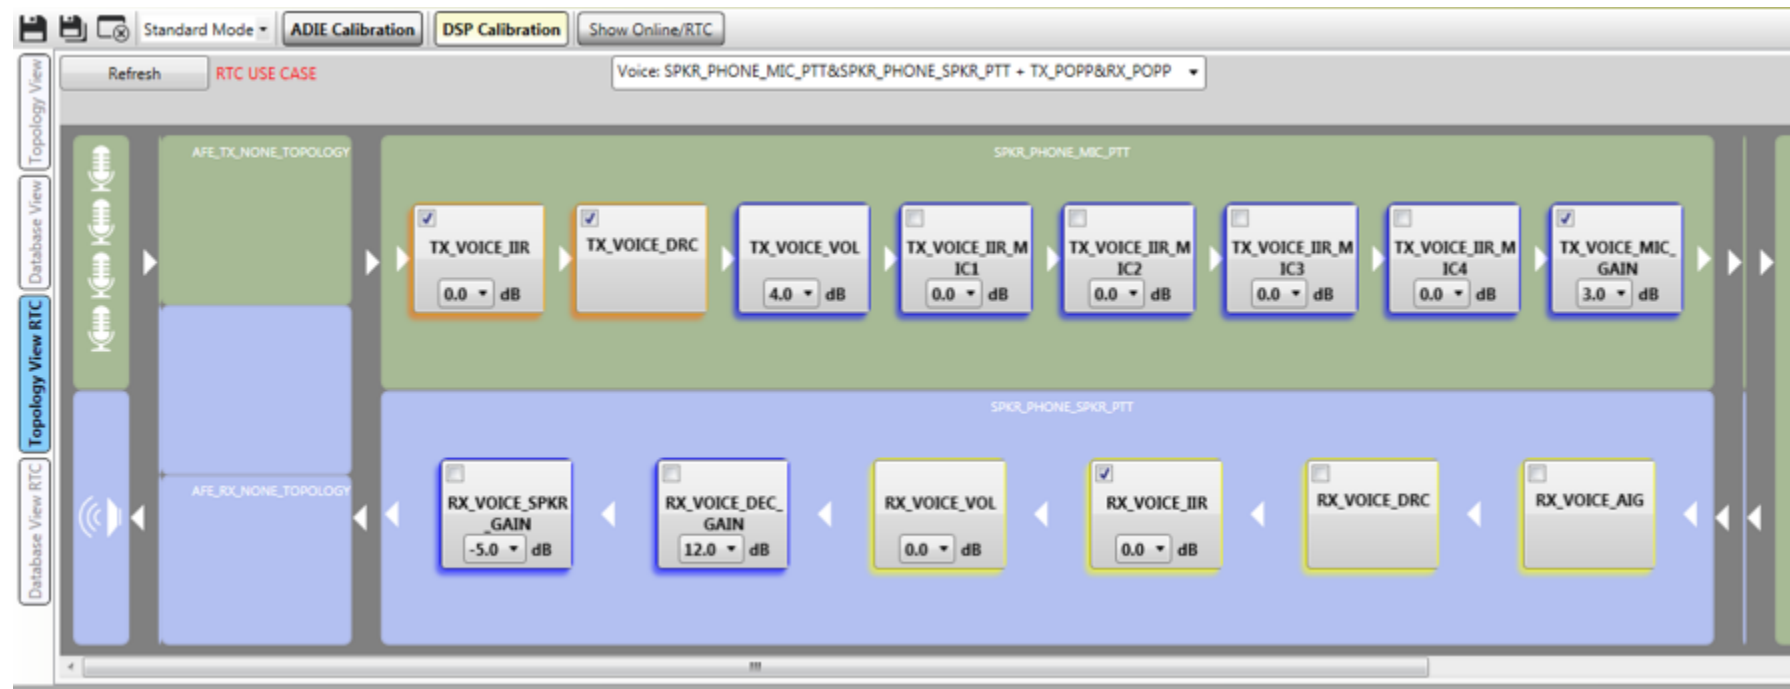 Standard Mode
ADIE Calibration
DSP Calibration
Show Online/RTC
Topology View
Database View
Topology View RTC
Database View RTC
Refresh
RTC USE CASE
Voice: SPKR_PHONE_MIC_PTT&SPKR_PHONE_SPKR_PTT + TX_POPP&RX_POPP
AFE_TX_NONE_TOPOLOGY
SPKR_PHONE_MIC_PTT
TX_VOICE_IIR
0.0 dB
TX_VOICE_DRC
TX_VOICE_VOL
4.0 dB
TX_VOICE_IIR_M
IC1
0.0 dB
TX_VOICE_IIR_M
IC2
0.0 dB
TX_VOICE_IIR_M
IC3
0.0 dB
TX_VOICE_IIR_M
IC4
0.0 dB
TX_VOICE_MIC_
GAIN
3.0 dB
AFE_RX_NONE_TOPOLOGY
SPKR_PHONE_SPKR_PTT
RX_VOICE_SPKR
_GAIN
-5.0 dB
RX_VOICE_DEC_
GAIN
12.0 dB
RX_VOICE_VOL
0.0 dB
RX_VOICE_IIR
0.0 dB
RX_VOICE_DRC
RX_VOICE_AIG